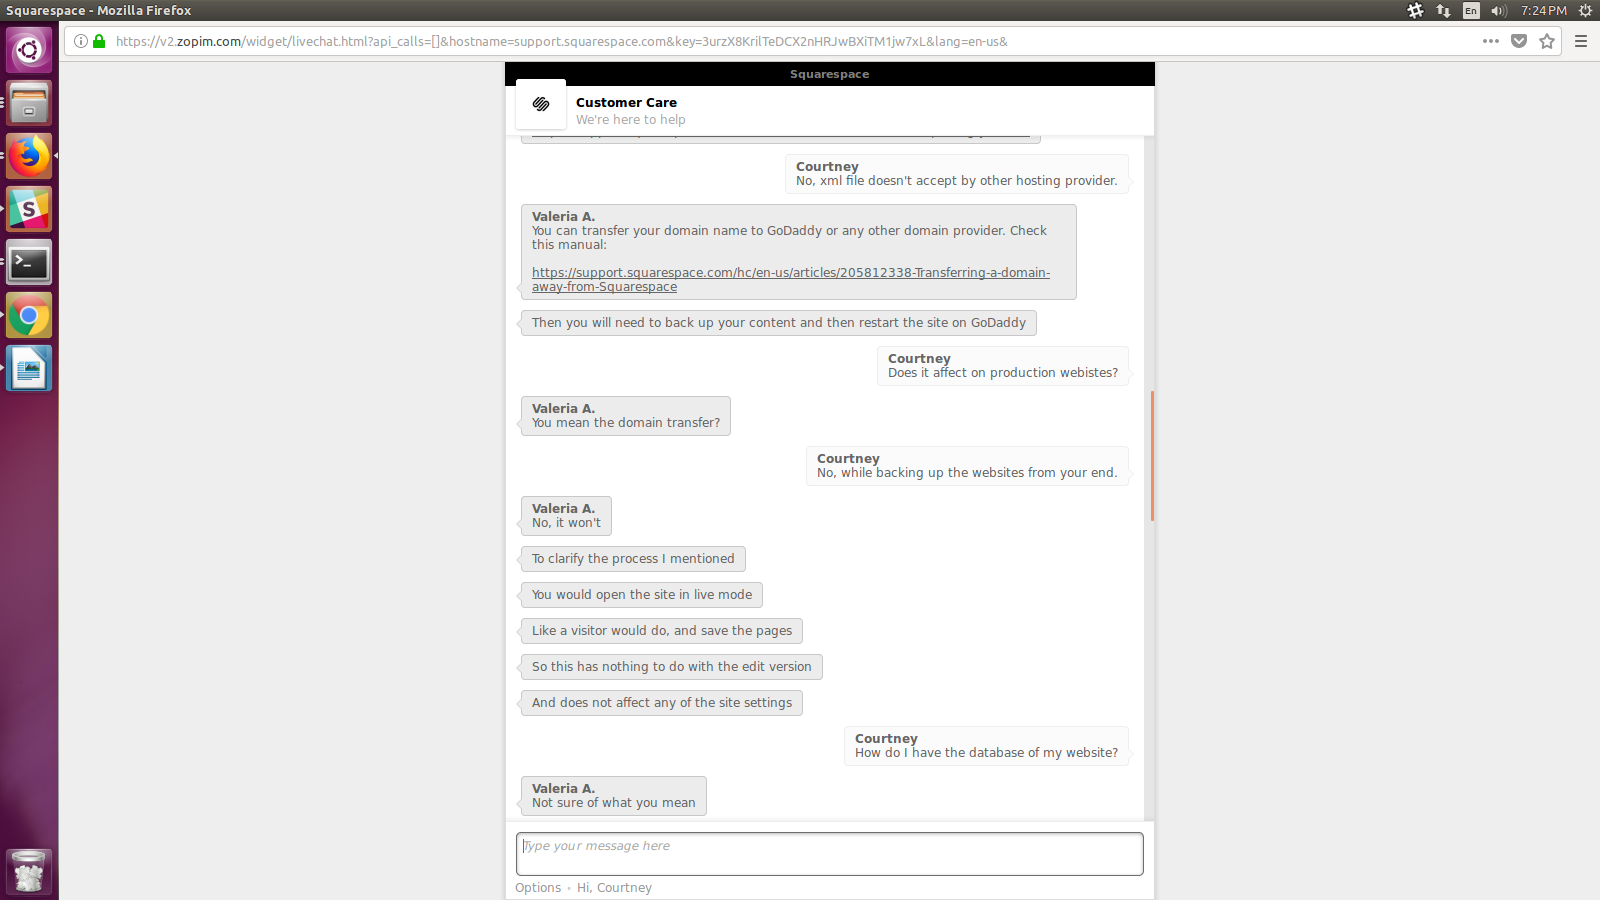 Squarespace - Mozilla Firefox
En
7:24 PM
https://v2.zopim.com/widget/livechat.html?api_calls=[]&hostname=support.squarespace.com&key=3urzX8KrilTeDCX2nHRJwBXiTM1jw7xL&lang=en-us&
Squarespace
Customer Care
We're here to help
Courtney
No, xml file doesn't accept by other hosting provider.
Valeria A.
You can transfer your domain name to GoDaddy or any other domain provider. Check
this manual:
https://support.squarespace.com/hc/en-us/articles/205812338-Transferring-a-domain-
away-from-Squarespace
Then you will need to back up your content and then restart the site on GoDaddy
Courtney
Does it affect on production webistes?
Valeria A.
You mean the domain transfer?
Courtney
No, while backing up the websites from your end.
Valeria A.
No, it won't
To clarify the process I mentioned
You would open the site in live mode
Like a visitor would do, and save the pages
So this has nothing to do with the edit version
And does not affect any of the site settings
Courtney
How do I have the database of my website?
Valeria A.
Not sure of what you mean
Type your message here
Options • Hi, Courtney